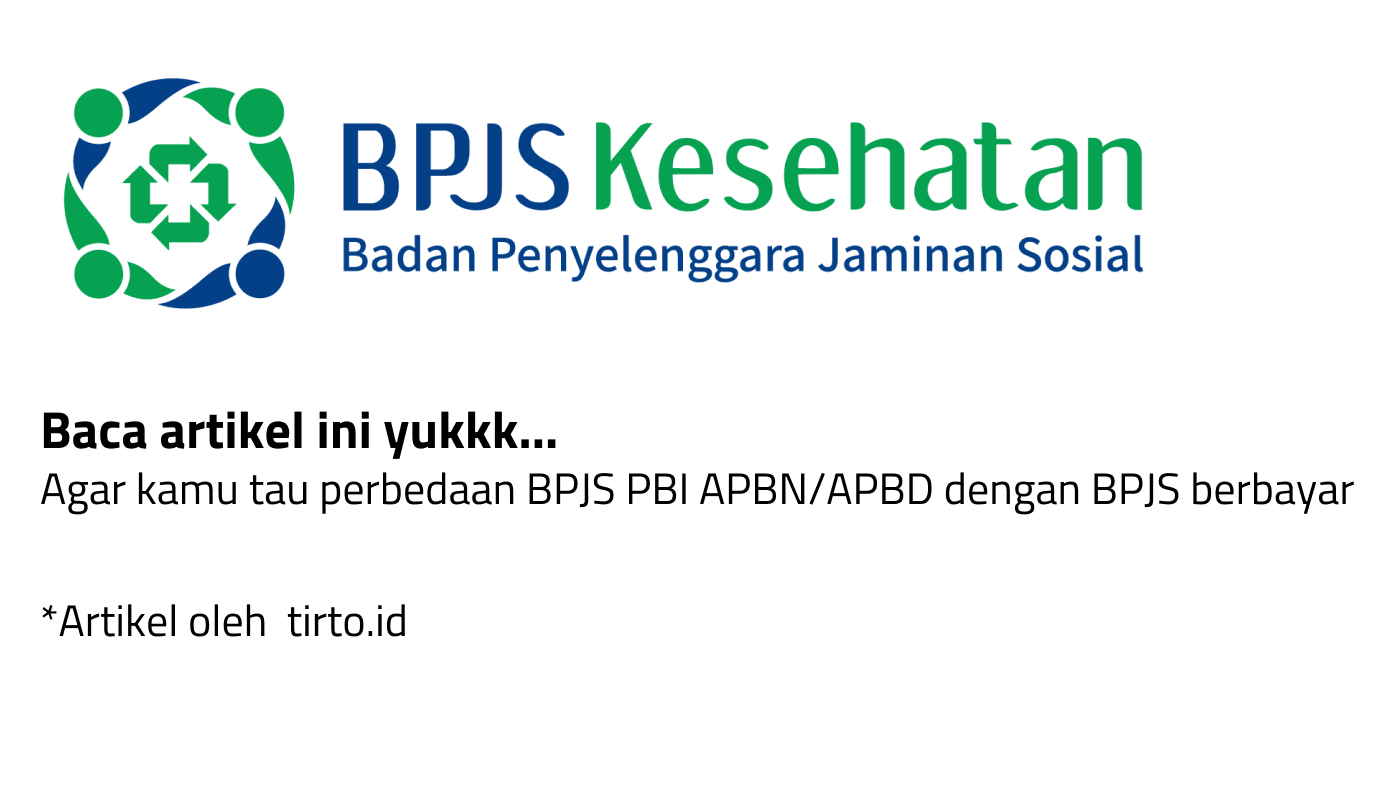 BPJS Kesehatan
Badan Penyelenggara Jaminan Sosial
Baca artikel ini yukkk...
Agar kamu tau perbedaan BPJS PBI APBN/APBD dengan BPJS berbayar
*Artikel oleh  tirto.id